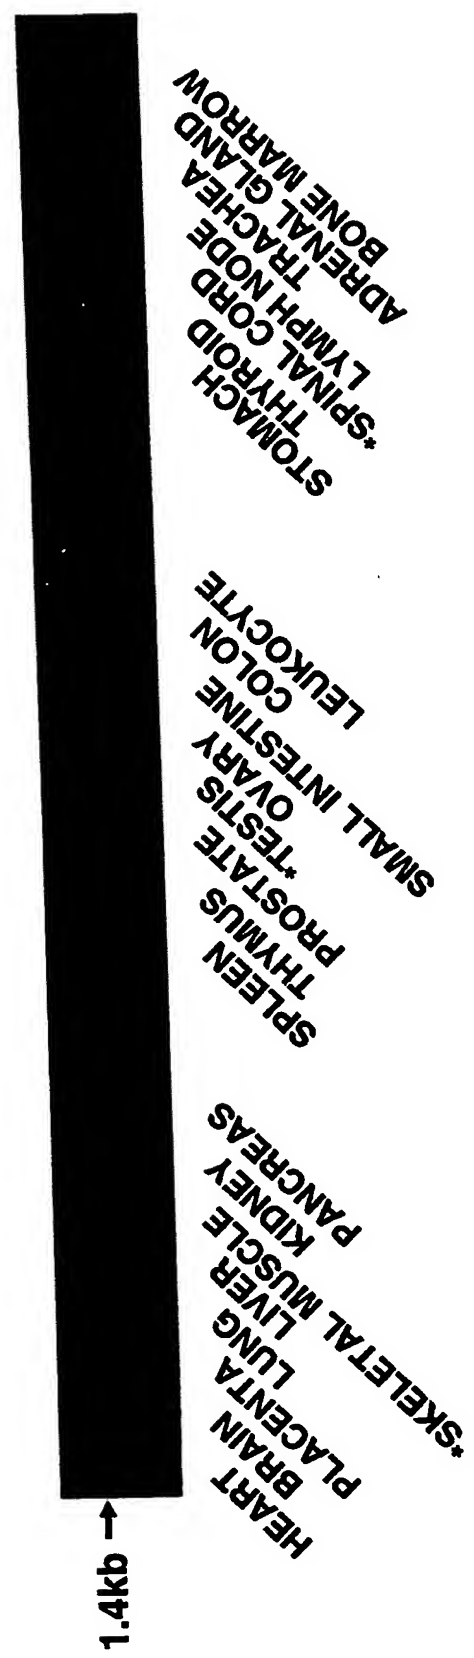 1.4kb →
HEART
BRAIN
PLACENTA
LUNG
LIVER
*SKELETAL MUSCLE
KIDNEY
PANCREAS
SPLEEN
THYMUS
PROSTATE
*TESTIS
OVARY
SMALL INTESTINE
COLON
LEUKOCYTE
STOMACH
THYROID
*SPINAL CORD
LYMPH NODE
TRACHEA
ADRENAL GLAND
BONE MARROW